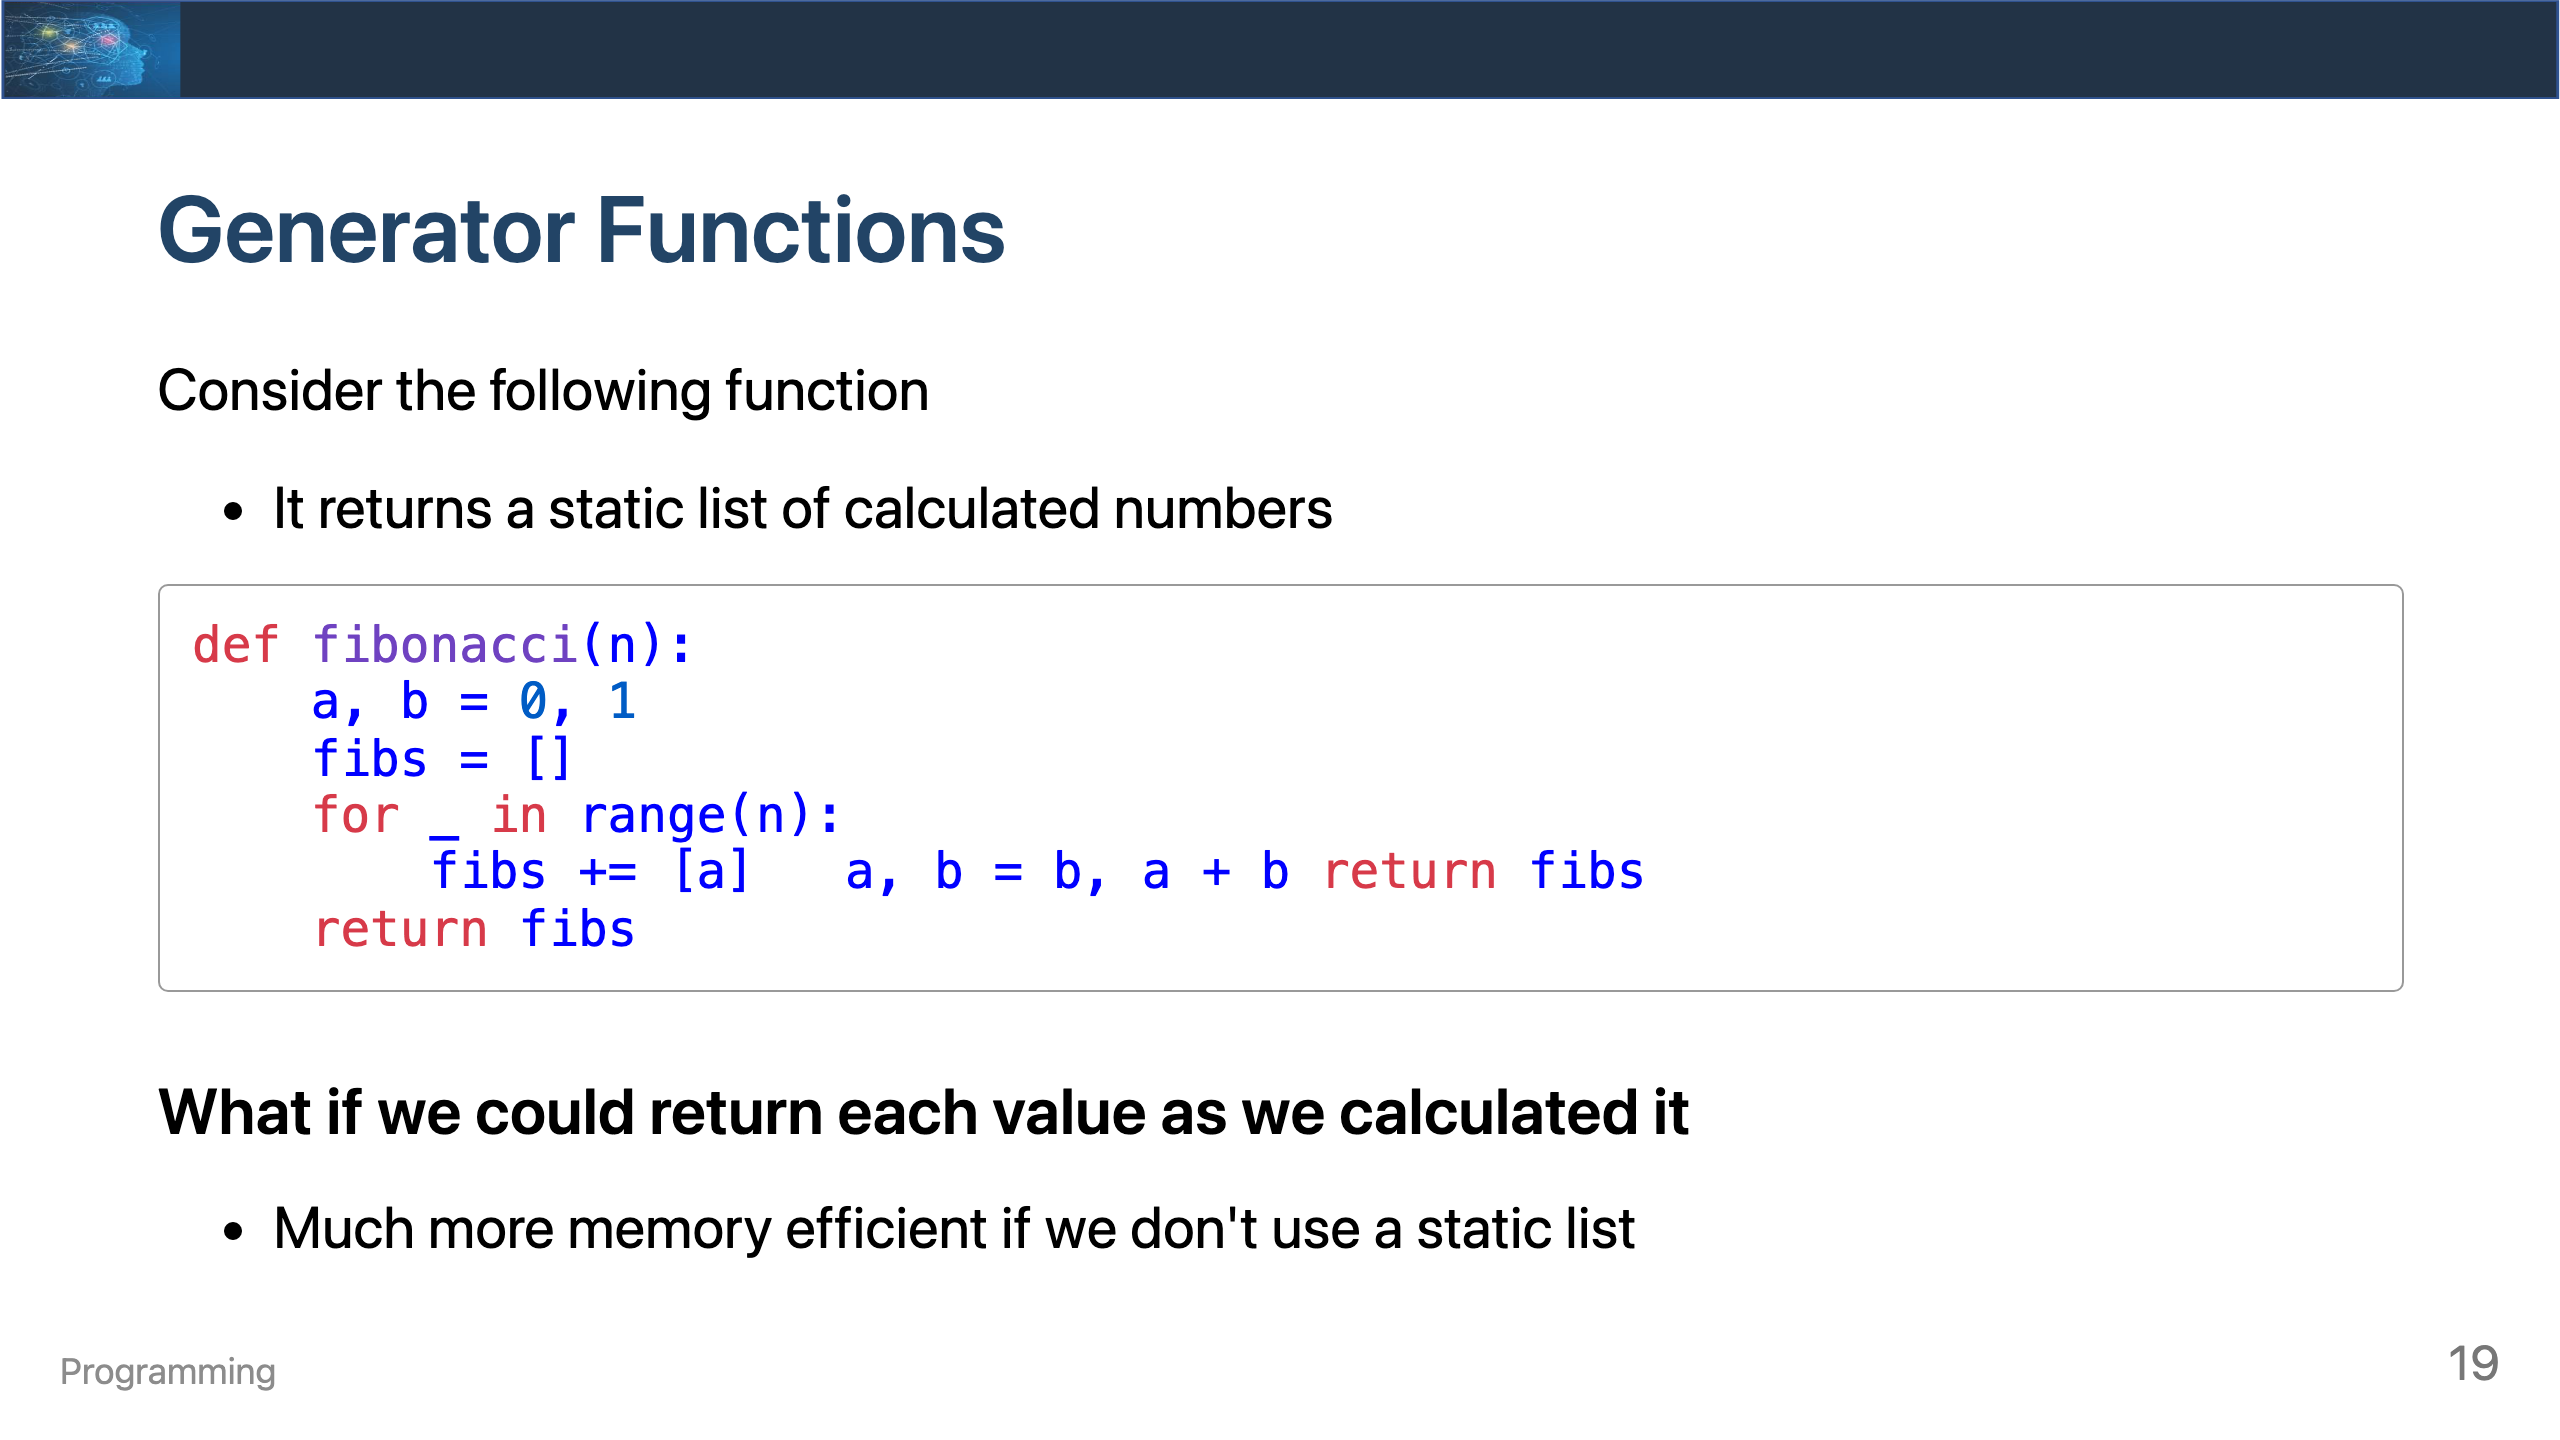 Generator Functions
Consider the following function
• It returns a static list of calculated numbers
def fibonacci(n):
    a, b = 0, 1
    fibs = []
    for _ in range(n):
        fibs += [a]   a, b = b, a + b return fibs
    return fibs
What if we could return each value as we calculated it
• Much more memory efficient if we don't use a static list
Programming
19